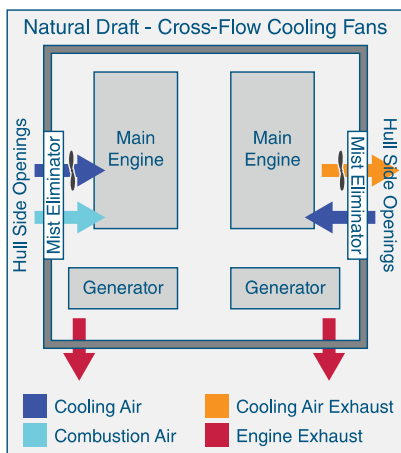 Natural Draft - Cross-Flow Cooling Fans
Hull Side Openings
Mist Eliminator
Main
Engine
Main
Engine
Mist Eliminator
Hull Side Openings
Generator
Generator
Cooling Air
Cooling Air Exhaust
Combustion Air
Engine Exhaust